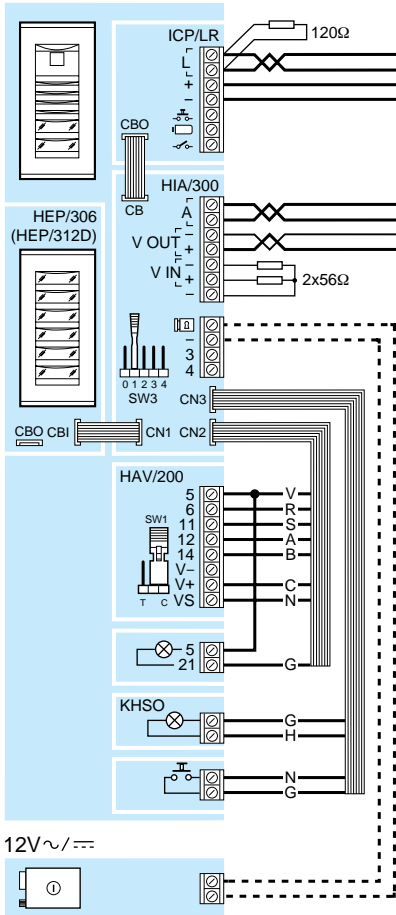 ICP/LR
120Ω
L
+
−
CBO
CB
HIA/300
A
−
V OUT
+
−
V IN
+
−
2x56Ω
HEP/306
(HEP/312D)
−
3
4
0 1 2 3 4
SW3
CN3
CBO CBI CN1 CN2
HAV/200
5 V
6 R
11 S
12 A
14 B
V−
V+ C
VS N
SW1
T C
5
21 G
KHSO
G
H
N
G
12V ~/⎓